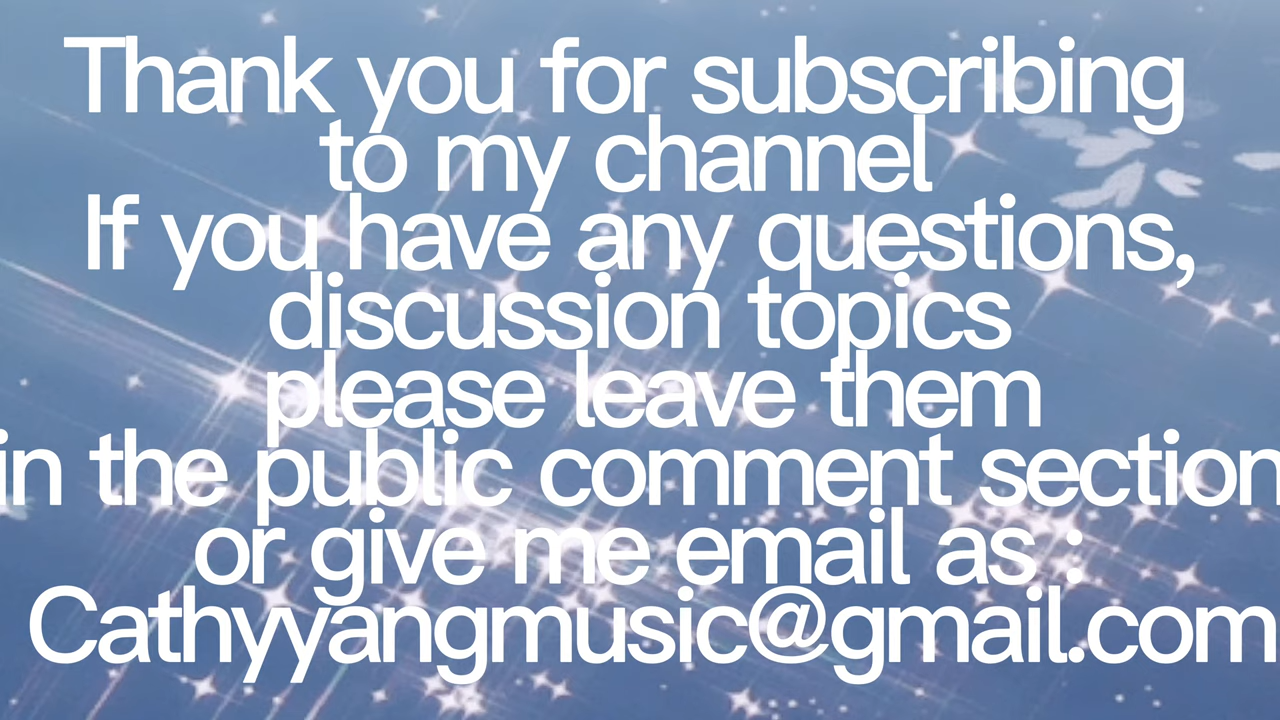 Thank you for subscribing
to my channel
If you have any questions,
discussion topics
please leave them
in the public comment section
or give me email as :
Cathyyangmusic@gmail.com